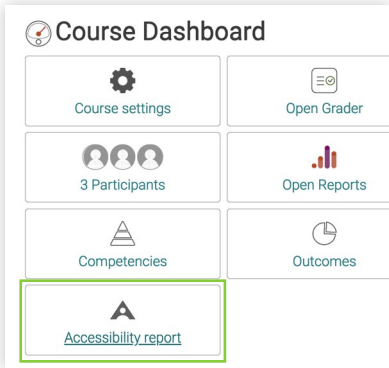 Course Dashboard
Course settings
Open Grader
3 Participants
Open Reports
Competencies
Outcomes
Accessibility report